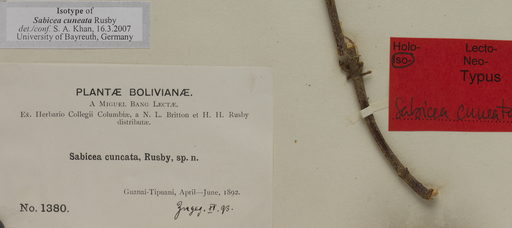 Isotype of
Sabicea cuneata Rusby
det./conf. S. A. Khan, 16.3.2007
University of Bayreuth, Germany
PLANTÆ BOLIVIANÆ.
A MIGUEL BANG LECTÆ.
Ex. Herbario Collegii Columbiæ, a N. L. Britton et H. H. Rusby
distributæ.
Sabicea cuneata, Rusby, sp. n.
Guanai-Tipuani, April—June, 1892.
No. 1380.
Holo- Lecto-
Iso- Neo-
Typus
Sabicea cuneata